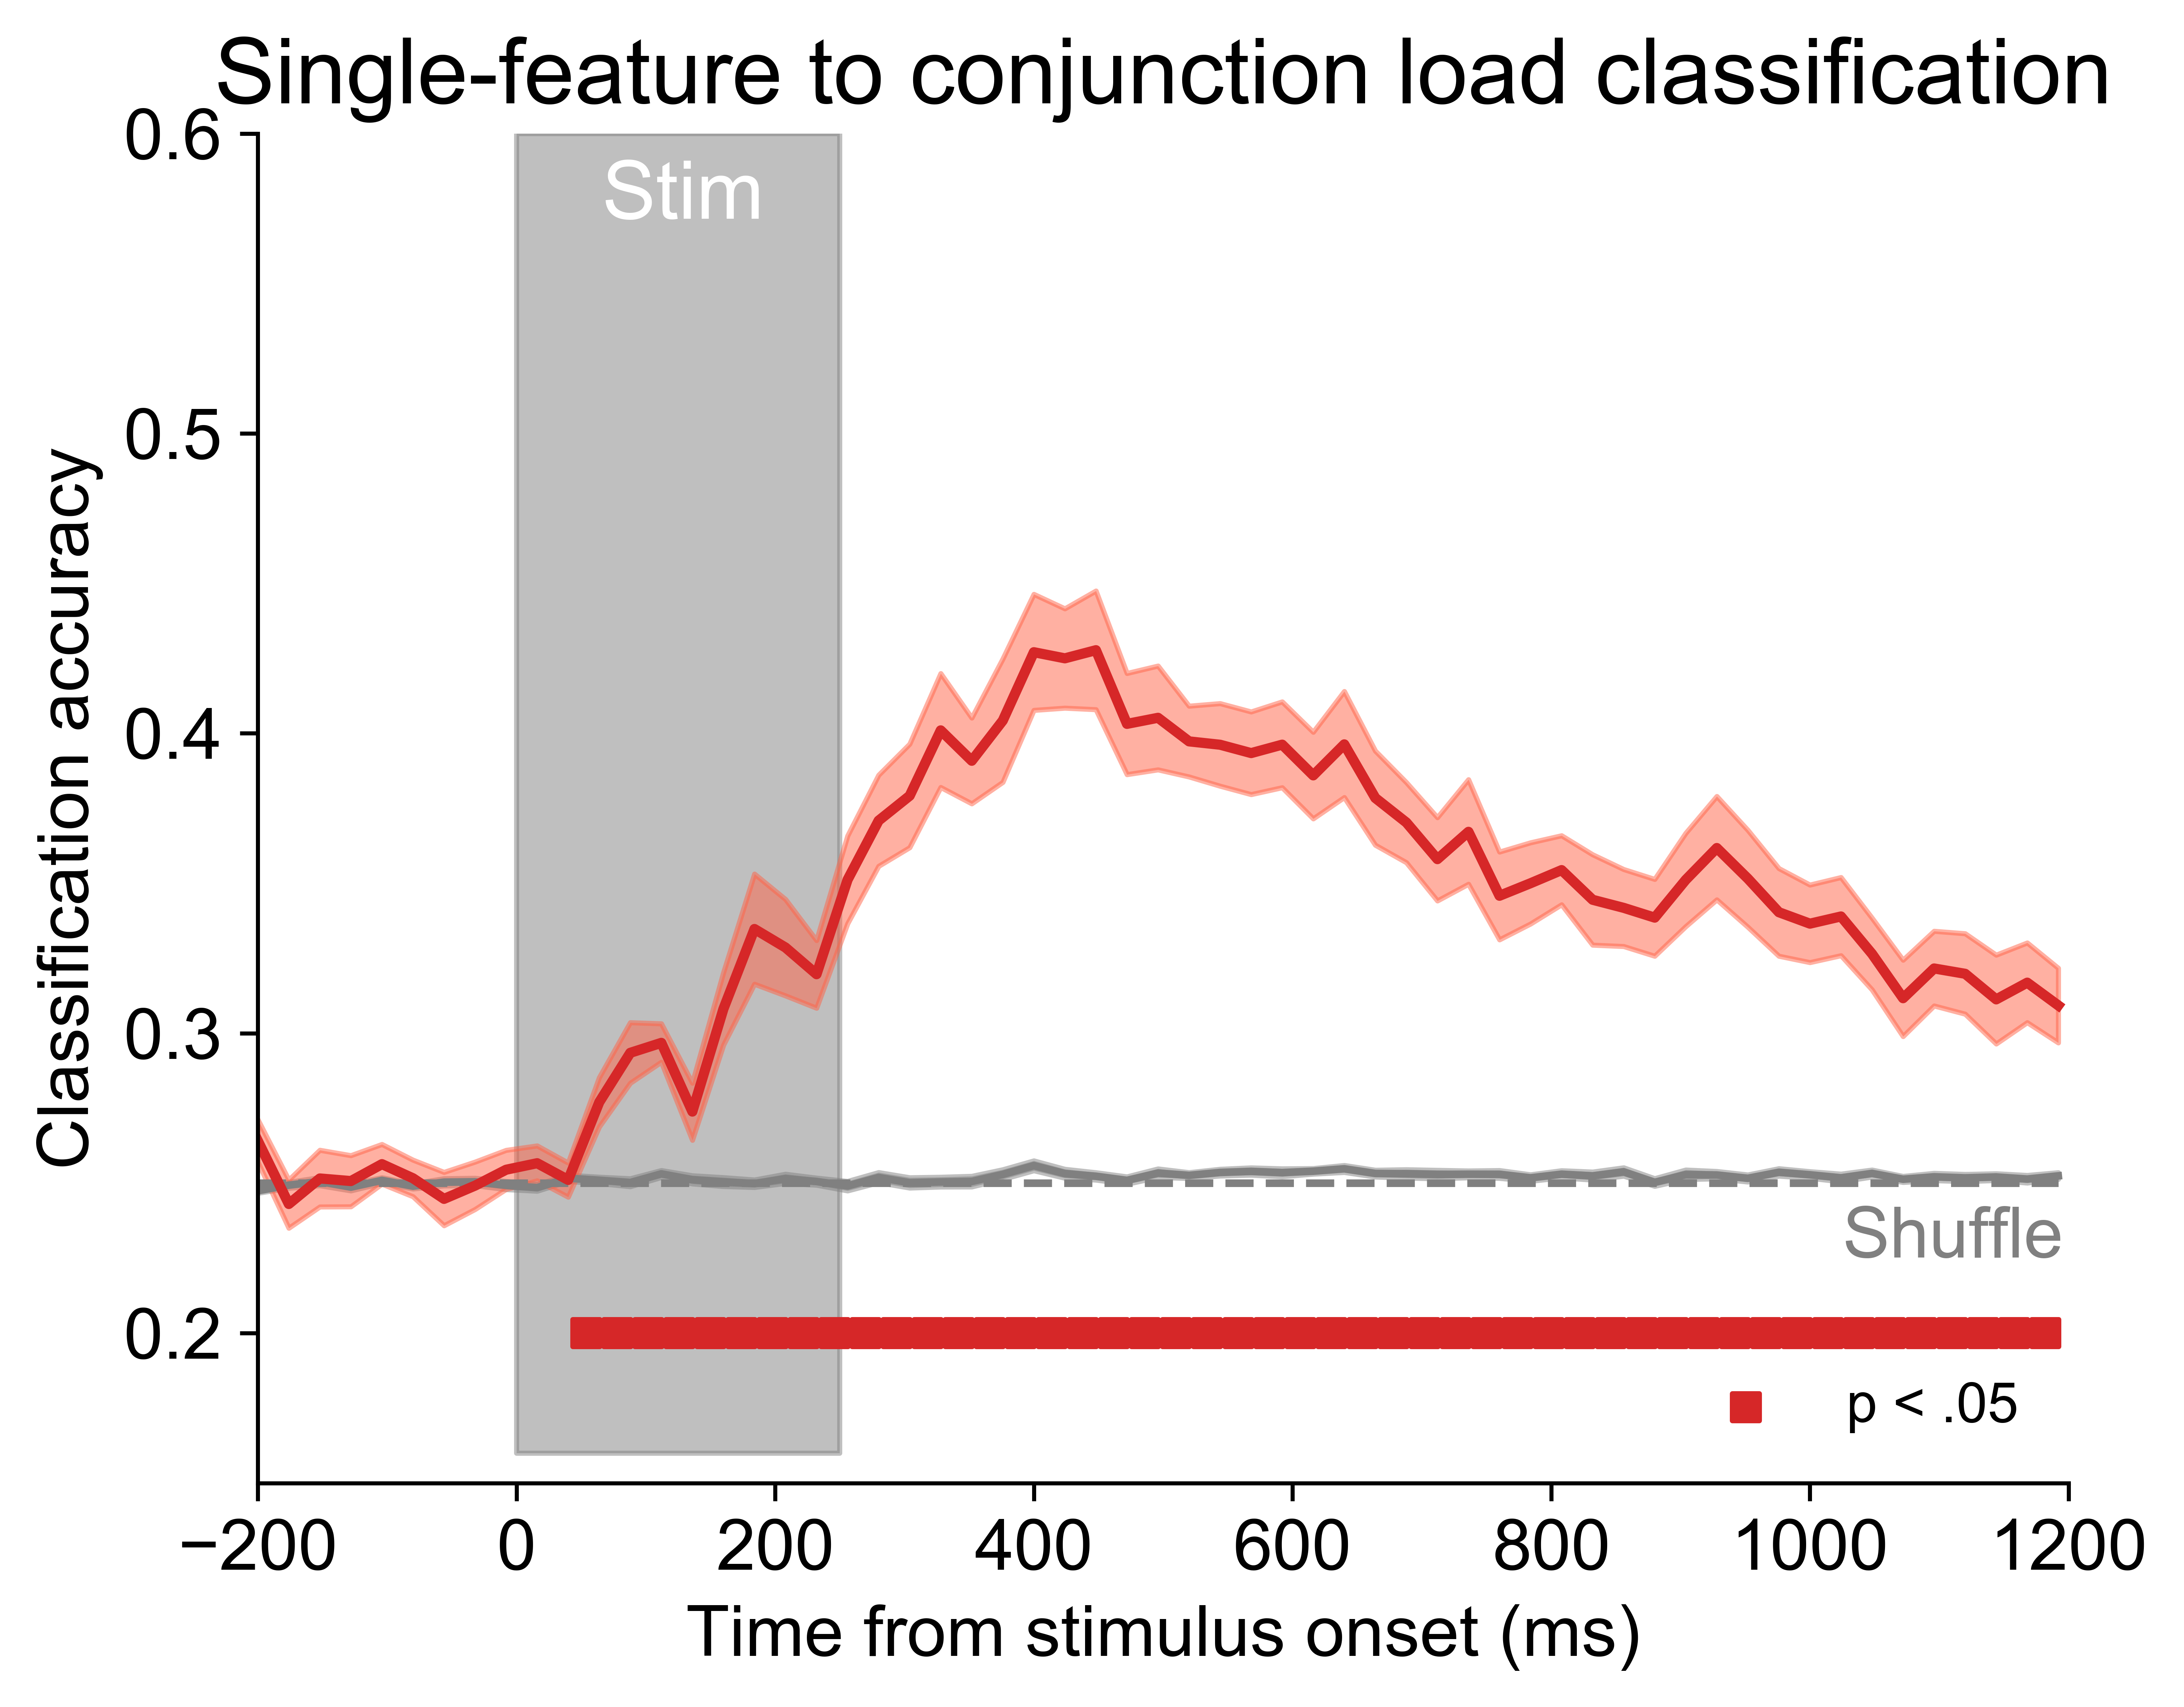 Single-feature to conjunction load classification
0.6
0.5
0.4
0.3
0.2
Classification accuracy
Stim
Shuffle
p < .05
−200 0 200 400 600 800 1000 1200
Time from stimulus onset (ms)